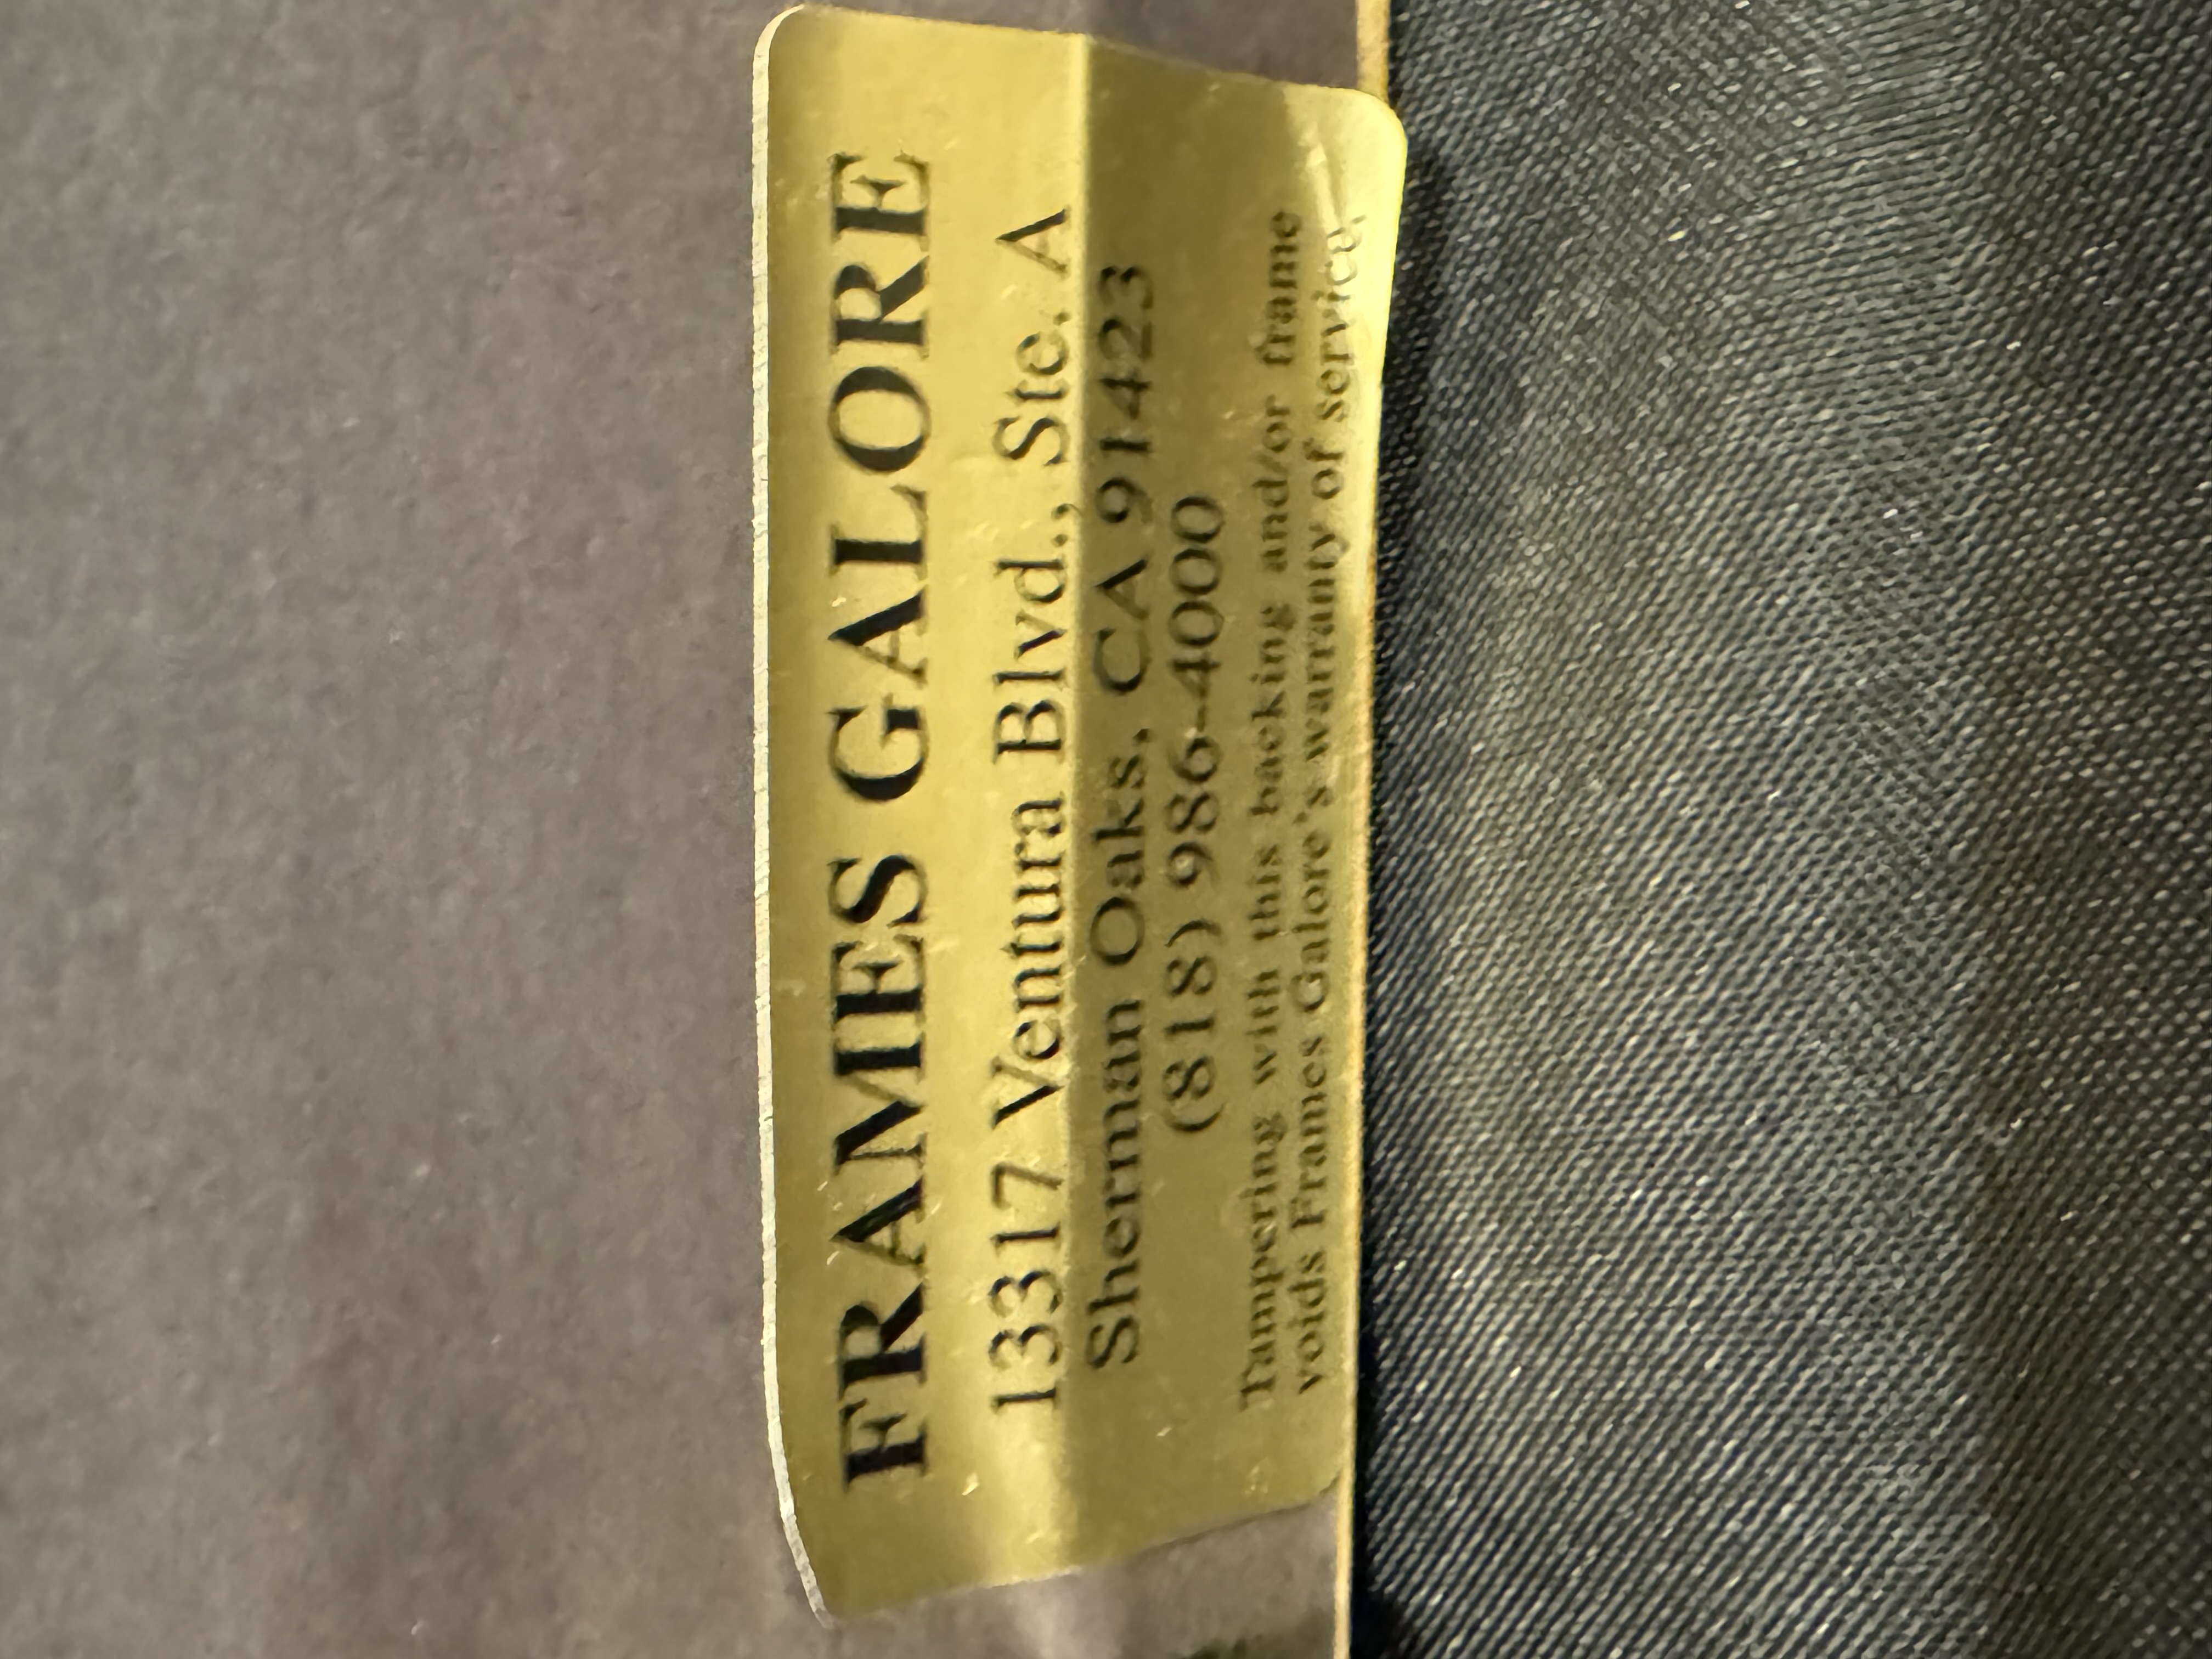 FRAMES GALORE
13317 Ventura Blvd., Ste. A
Sherman Oaks, CA 91423
(818) 986-4000
Tampering with this backing and/or frame
voids Frames Galore's warranty of service.